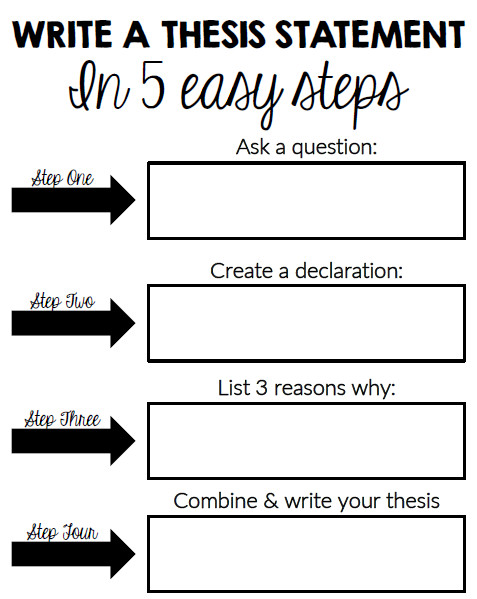 WRITE A THESIS STATEMENT
In 5 easy steps
Ask a question:
Step One
Create a declaration:
Step Two
List 3 reasons why:
Step Three
Combine & write your thesis
Step Four